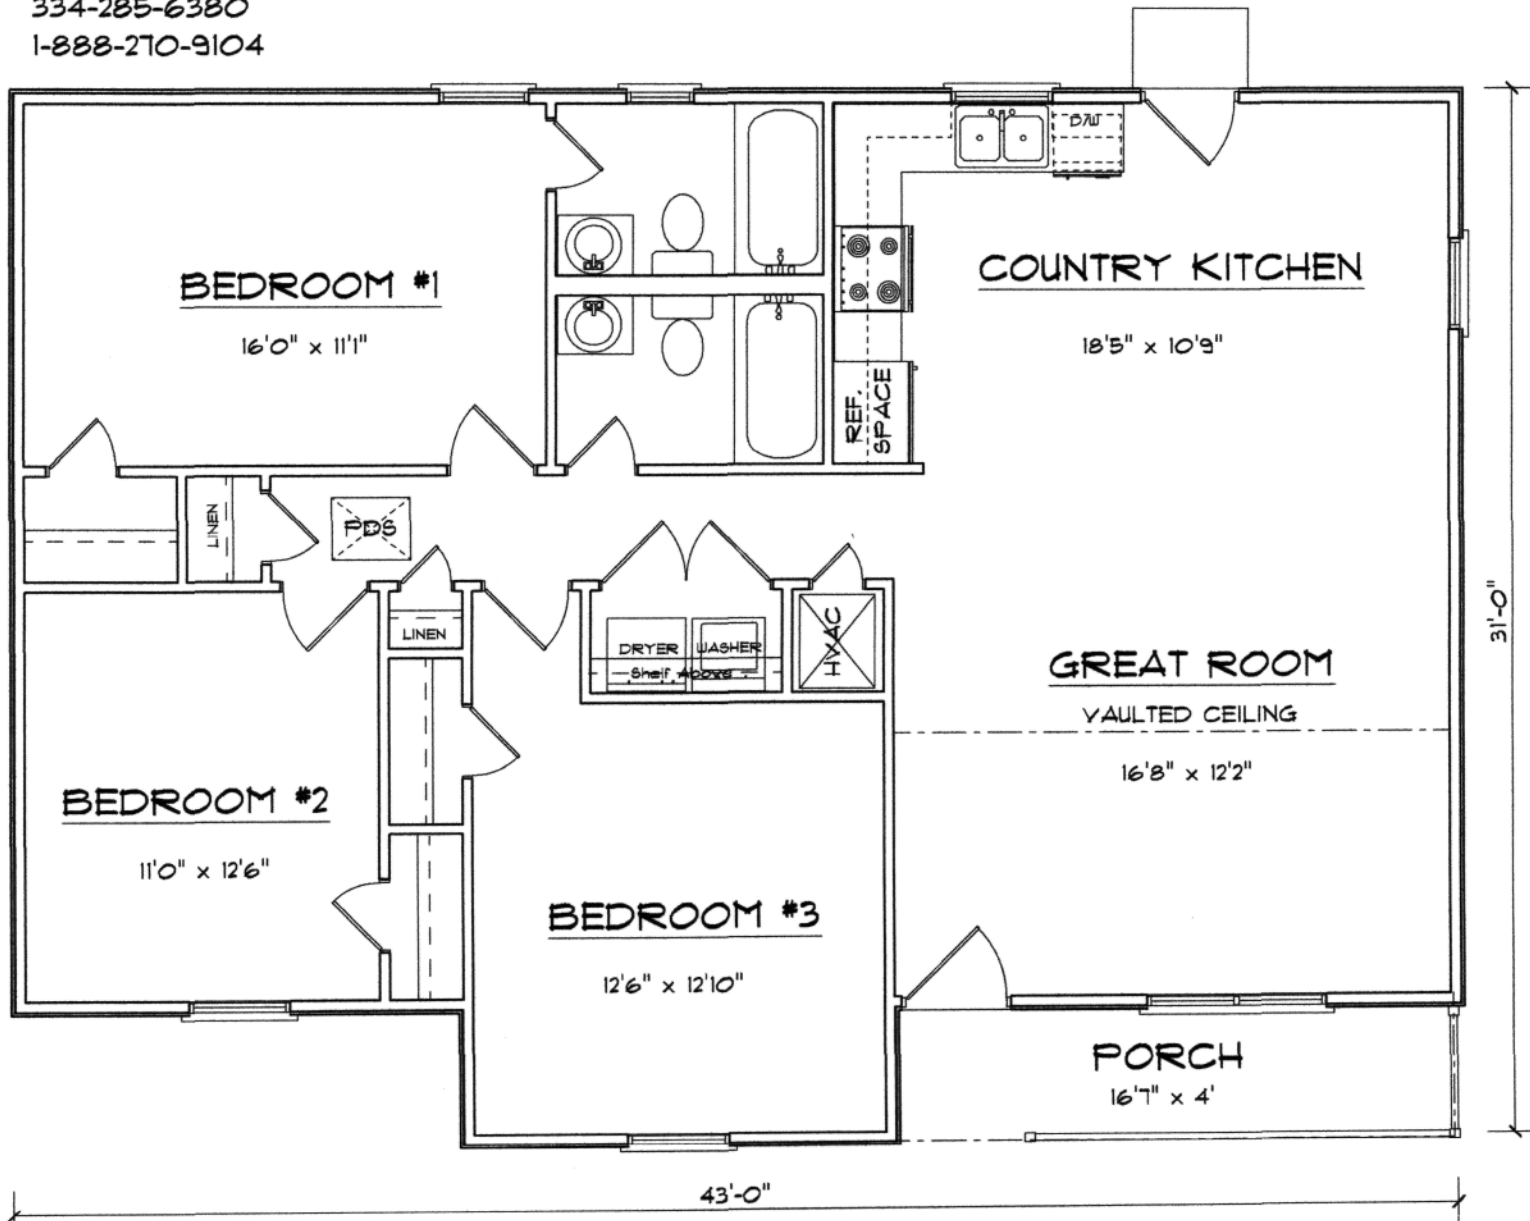 334-285-6380
1-888-270-9104
D/W
BEDROOM #1
16'0" x 11'1"
COUNTRY KITCHEN
18'5" x 10'9"
REF.
SPACE
LINEN
PDS
LINEN
DRYER
WASHER
Shelf Above
HVAC
GREAT ROOM
VAULTED CEILING
16'8" x 12'2"
31'-0"
BEDROOM #2
11'0" x 12'6"
BEDROOM #3
12'6" x 12'10"
PORCH
16'7" x 4'
43'-0"